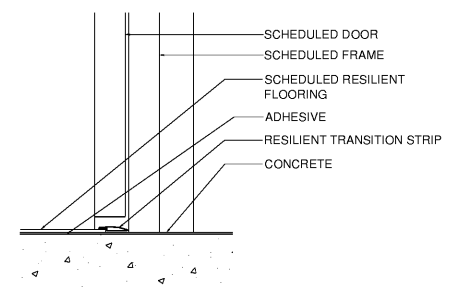 SCHEDULED DOOR
SCHEDULED FRAME
SCHEDULED RESILIENT
FLOORING
ADHESIVE
RESILIENT TRANSITION STRIP
CONCRETE